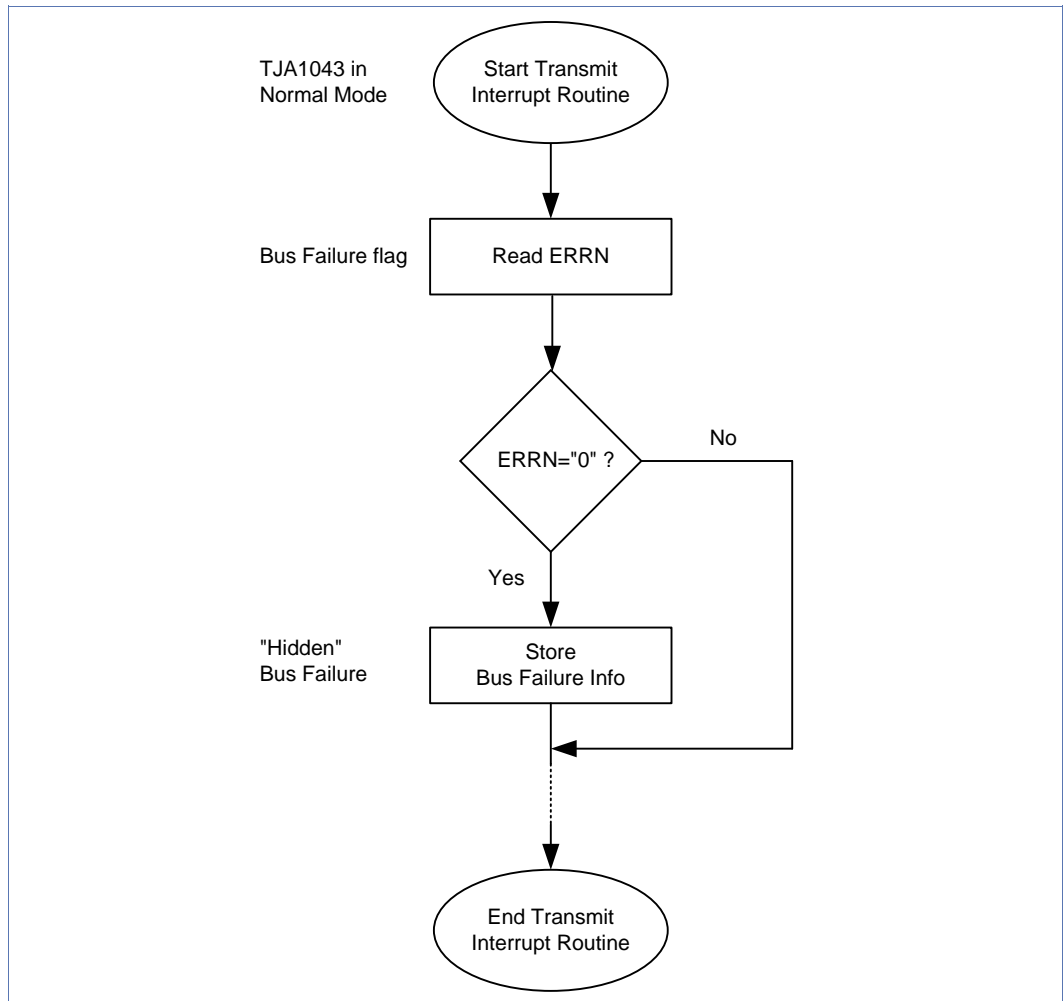 TJA1043 in
Normal Mode
Start Transmit
Interrupt Routine
Bus Failure flag
Read ERRN
ERRN="0" ?
No
Yes
"Hidden"
Bus Failure
Store
Bus Failure Info
End Transmit
Interrupt Routine